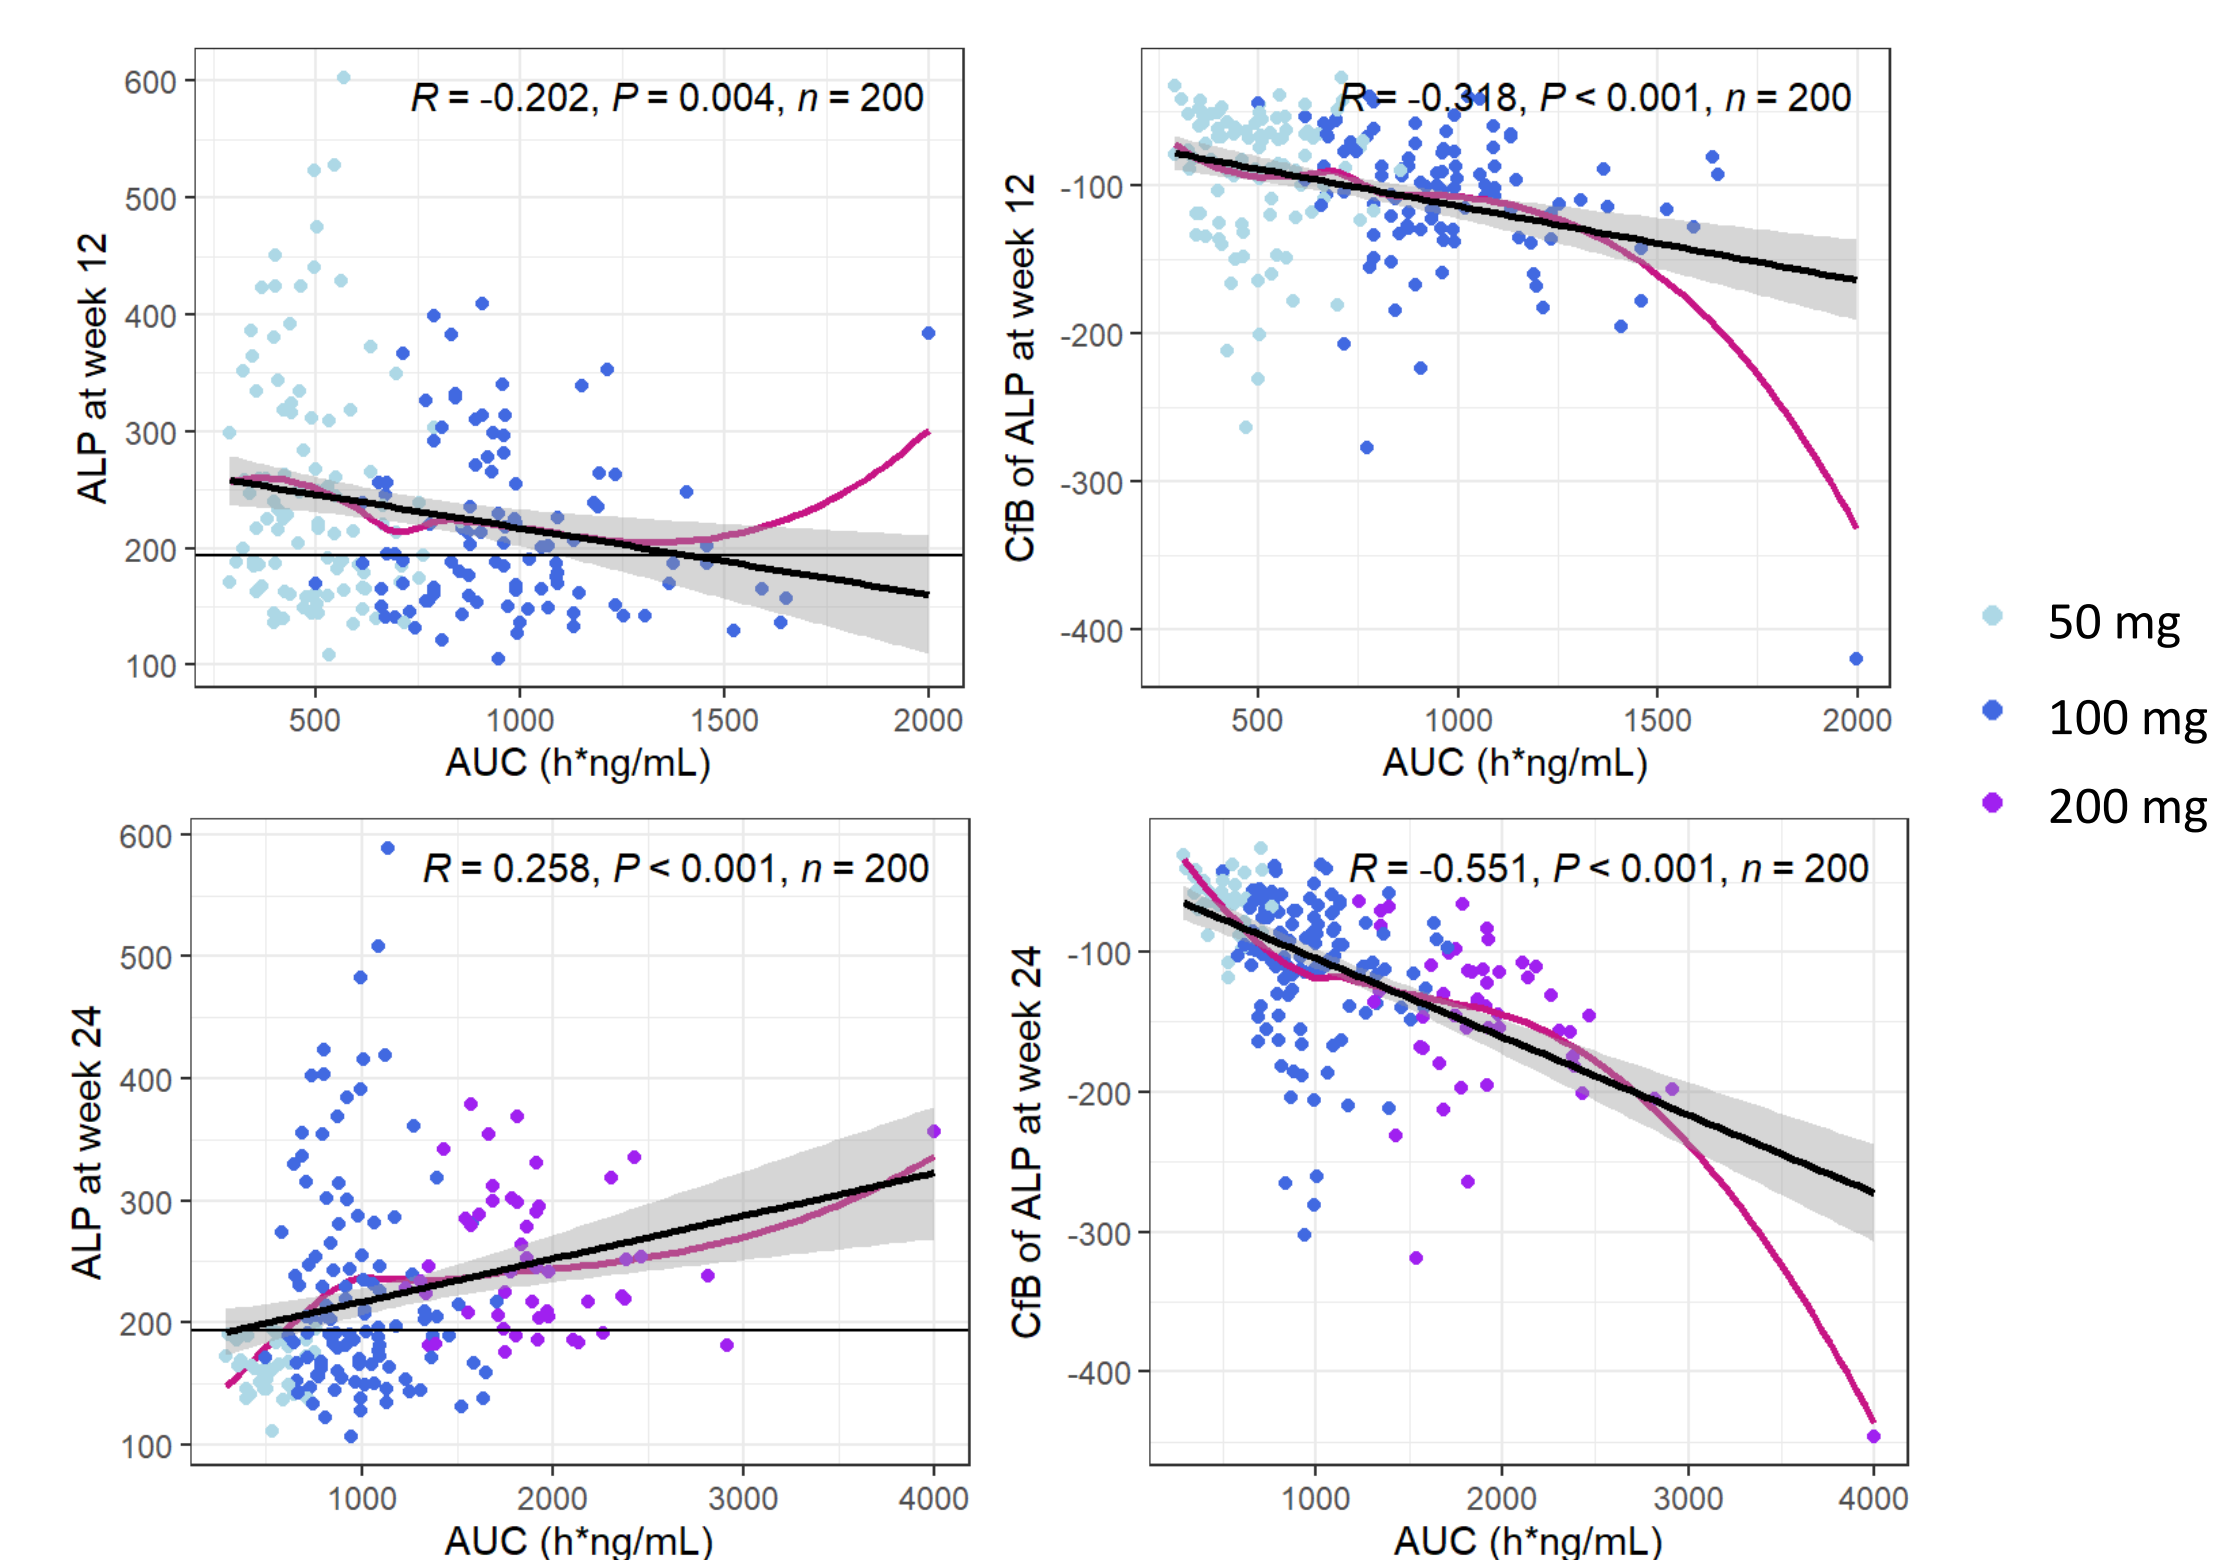 R = -0.202, P = 0.004, n = 200
ALP at week 12
600
500
400
300
200
100
500
1000
1500
2000
AUC (h*ng/mL)
R = -0.318, P < 0.001, n = 200
CfB of ALP at week 12
-100
-200
-300
-400
500
1000
1500
2000
AUC (h*ng/mL)
50 mg
100 mg
200 mg
R = 0.258, P < 0.001, n = 200
ALP at week 24
600
500
400
300
200
100
1000
2000
3000
4000
AUC (h*ng/mL)
R = -0.551, P < 0.001, n = 200
CfB of ALP at week 24
-100
-200
-300
-400
1000
2000
3000
4000
AUC (h*ng/mL)